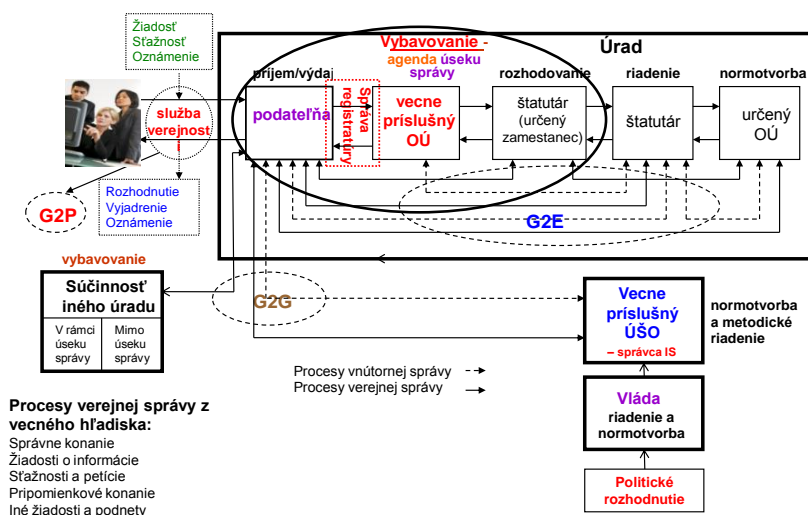 Žiadosť
Sťažnosť
Oznámenie
Vybavovanie -
agenda úseku
správy
Úrad
príjem/výdaj
rozhodovanie
riadenie
normotvorba
služba
verejnost
i
podateľňa
Správa
registratúry
vecne
príslušný
OÚ
štatutár
(určený
zamestanec)
štatutár
určený
OÚ
G2P
Rozhodnutie
Vyjadrenie
Oznámenie
G2E
vybavovanie
Súčinnosť
iného úradu
V rámci
úseku
správy
Mimo
úseku
správy
G2G
Vecne
príslušný
ÚŠO
– správca IS
normotvorba
a metodické
riadenie
Procesy vnútornej správy
Procesy verejnej správy
Vláda
riadenie a
normotvorba
Politické
rozhodnutie
Procesy verejnej správy z
vecného hľadiska:
Správne konanie
Žiadosti o informácie
Sťažnosti a petície
Pripomienkové konanie
Iné žiadosti a podnety